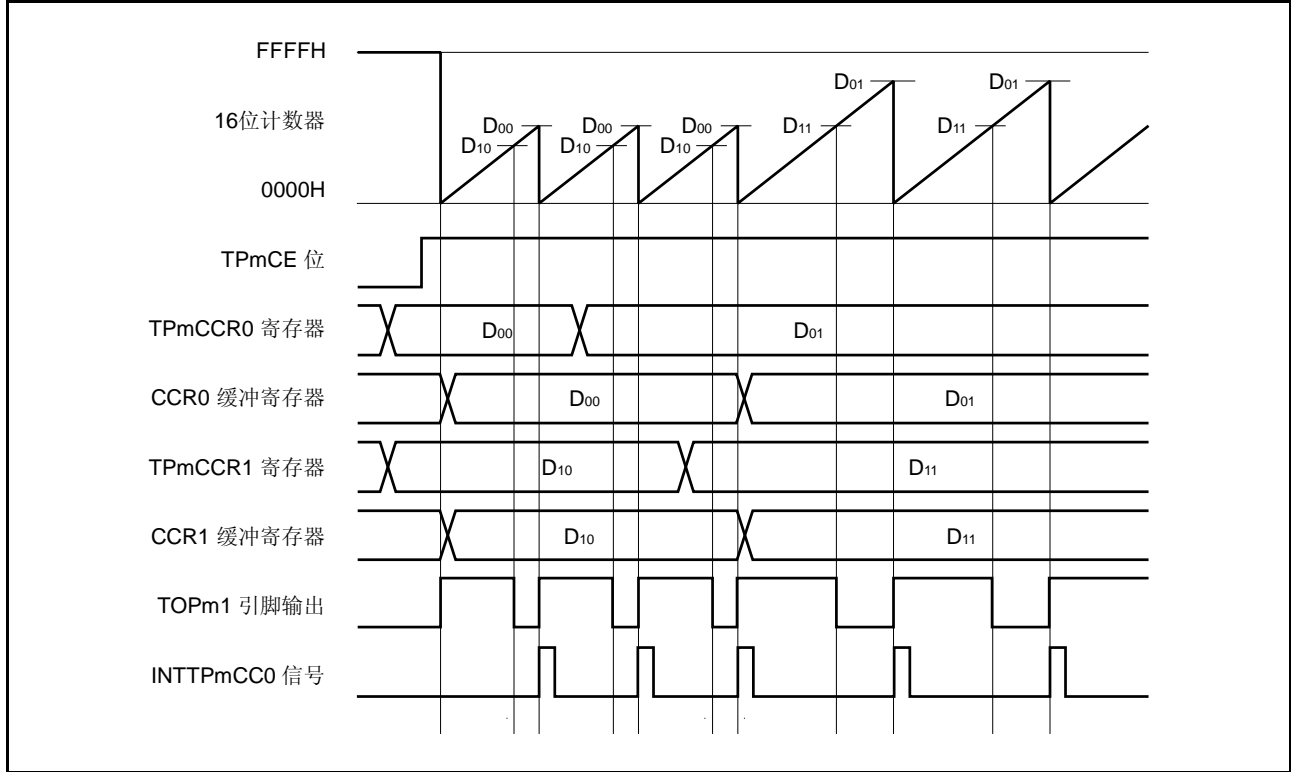 FFFFH
D01 D01
16位计数器
D00 D00 D00 D11 D11
D10 D10 D10
0000H
TPmCE 位
TPmCCR0 寄存器 D00 D01
CCR0 缓冲寄存器 D00 D01
TPmCCR1 寄存器 D10 D11
CCR1 缓冲寄存器 D10 D11
TOPm1 引脚输出
INTTPmCC0 信号